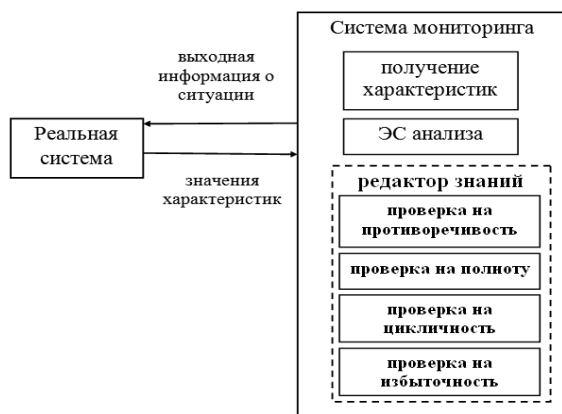 выходная
информация о
ситуации
Реальная
система
значения
характеристик
Система мониторинга
получение
характеристик
ЭС анализа
редактор знаний
проверка на
противоречивость
проверка на полноту
проверка на
цикличность
проверка на
избыточность